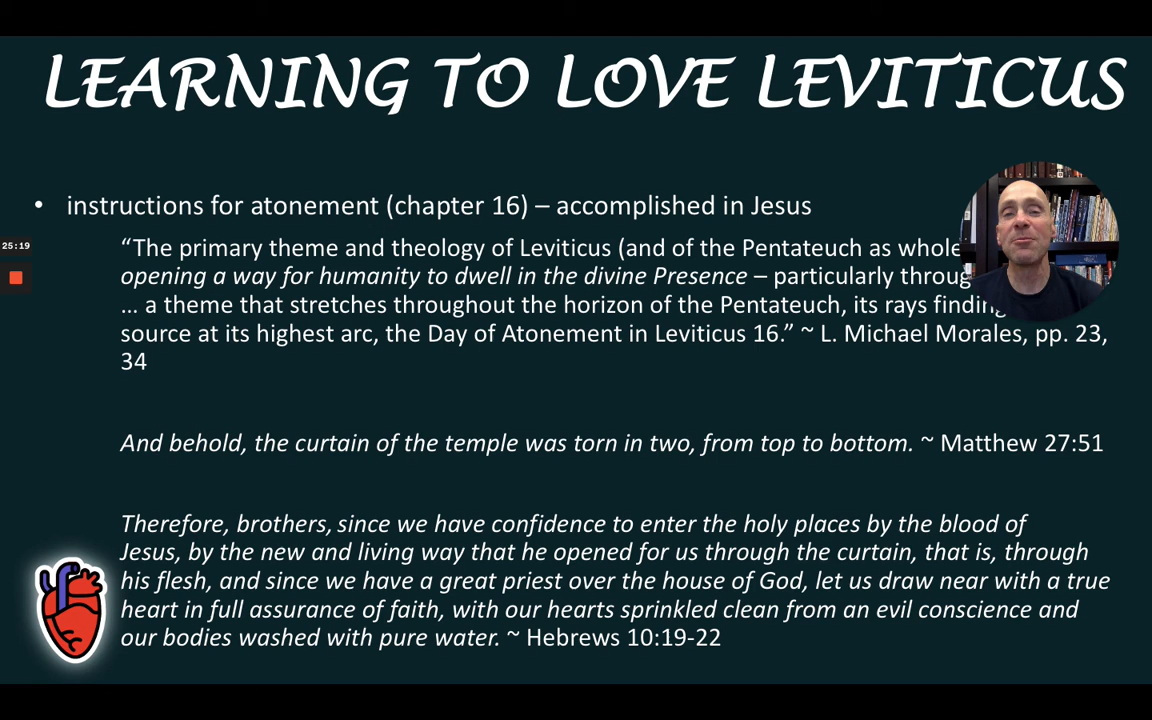 LEARNING TO LOVE LEVITICUS
• instructions for atonement (chapter 16) – accomplished in Jesus
25:19
“The primary theme and theology of Leviticus (and of the Pentateuch as whole
opening a way for humanity to dwell in the divine Presence – particularly
… a theme that stretches throughout the horizon of the Pentateuch, its rays
source at its highest arc, the Day of Atonement in Leviticus 16.” ~ L. Michael Morales, pp. 23,
34
And behold, the curtain of the temple was torn in two, from top to bottom. ~ Matthew 27:51
Therefore, brothers, since we have confidence to enter the holy places by the blood of
Jesus, by the new and living way that he opened for us through the curtain, that is, through
his flesh, and since we have a great priest over the house of God, let us draw near with a true
heart in full assurance of faith, with our hearts sprinkled clean from an evil conscience and
our bodies washed with pure water. ~ Hebrews 10:19-22